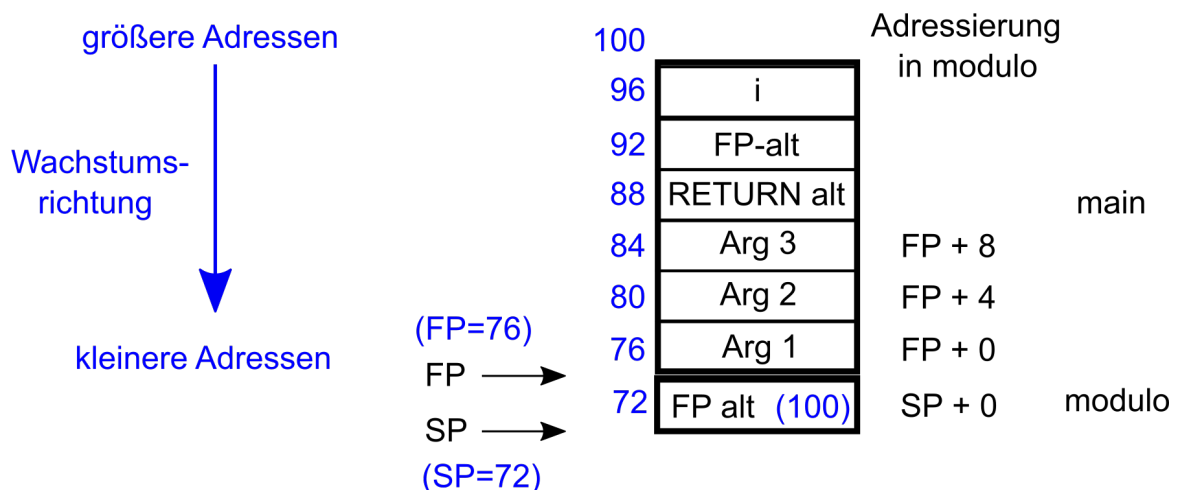 größere Adressen
Wachstums-
richtung
kleinere Adressen
(FP=76)
FP
SP
(SP=72)
100
Adressierung
in modulo
96 i
92 FP-alt
88 RETURN alt
main
84 Arg 3 FP + 8
80 Arg 2 FP + 4
76 Arg 1 FP + 0
72 FP alt (100) SP + 0 modulo